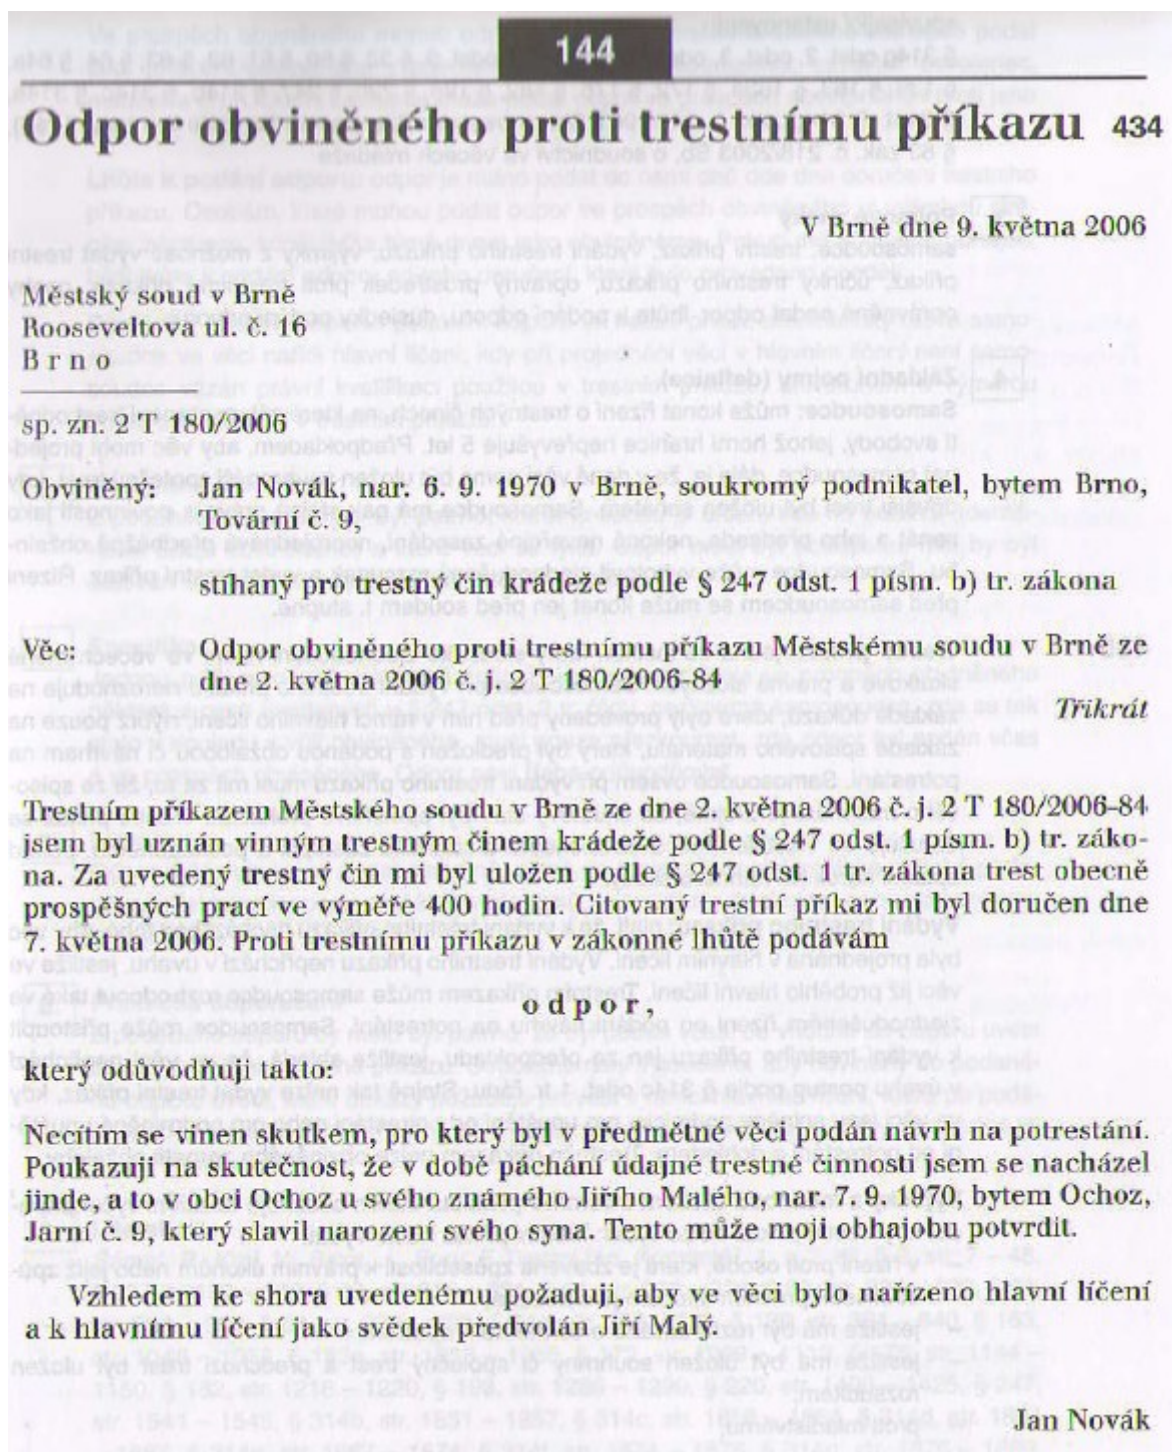 144
Odpor obviněného proti trestnímu příkazu 434
V Brně dne 9. května 2006
Městský soud v Brně
Rooseveltova ul. č. 16
B r n o
sp. zn. 2 T 180/2006
Obviněný: Jan Novák, nar. 6. 9. 1970 v Brně, soukromý podnikatel, bytem Brno,
Tovární č. 9,
stíhaný pro trestný čin krádeže podle § 247 odst. 1 písm. b) tr. zákona
Věc: Odpor obviněného proti trestnímu příkazu Městskému soudu v Brně ze
dne 2. května 2006 č. j. 2 T 180/2006-84
Třikrát
Trestním příkazem Městského soudu v Brně ze dne 2. května 2006 č. j. 2 T 180/2006-84
jsem byl uznán vinným trestným činem krádeže podle § 247 odst. 1 písm. b) tr. záko-
na. Za uvedený trestný čin mi byl uložen podle § 247 odst. 1 tr. zákona trest obecně
prospěšných prací ve výměře 400 hodin. Citovaný trestní příkaz mi byl doručen dne
7. května 2006. Proti trestnímu příkazu v zákonné lhůtě podávám
o d p o r ,
který odůvodňuji takto:
Necítím se vinen skutkem, pro který byl v předmětné věci podán návrh na potrestání.
Poukazuji na skutečnost, že v době páchání údajné trestné činnosti jsem se nacházel
jinde, a to v obci Ochoz u svého známého Jiřího Malého, nar. 7. 9. 1970, bytem Ochoz,
Jarní č. 9, který slavil narození svého syna. Tento může moji obhajobu potvrdit.
Vzhledem ke shora uvedenému požaduji, aby ve věci bylo nařízeno hlavní líčení
a k hlavnímu líčení jako svědek předvolán Jiří Malý.
Jan Novák